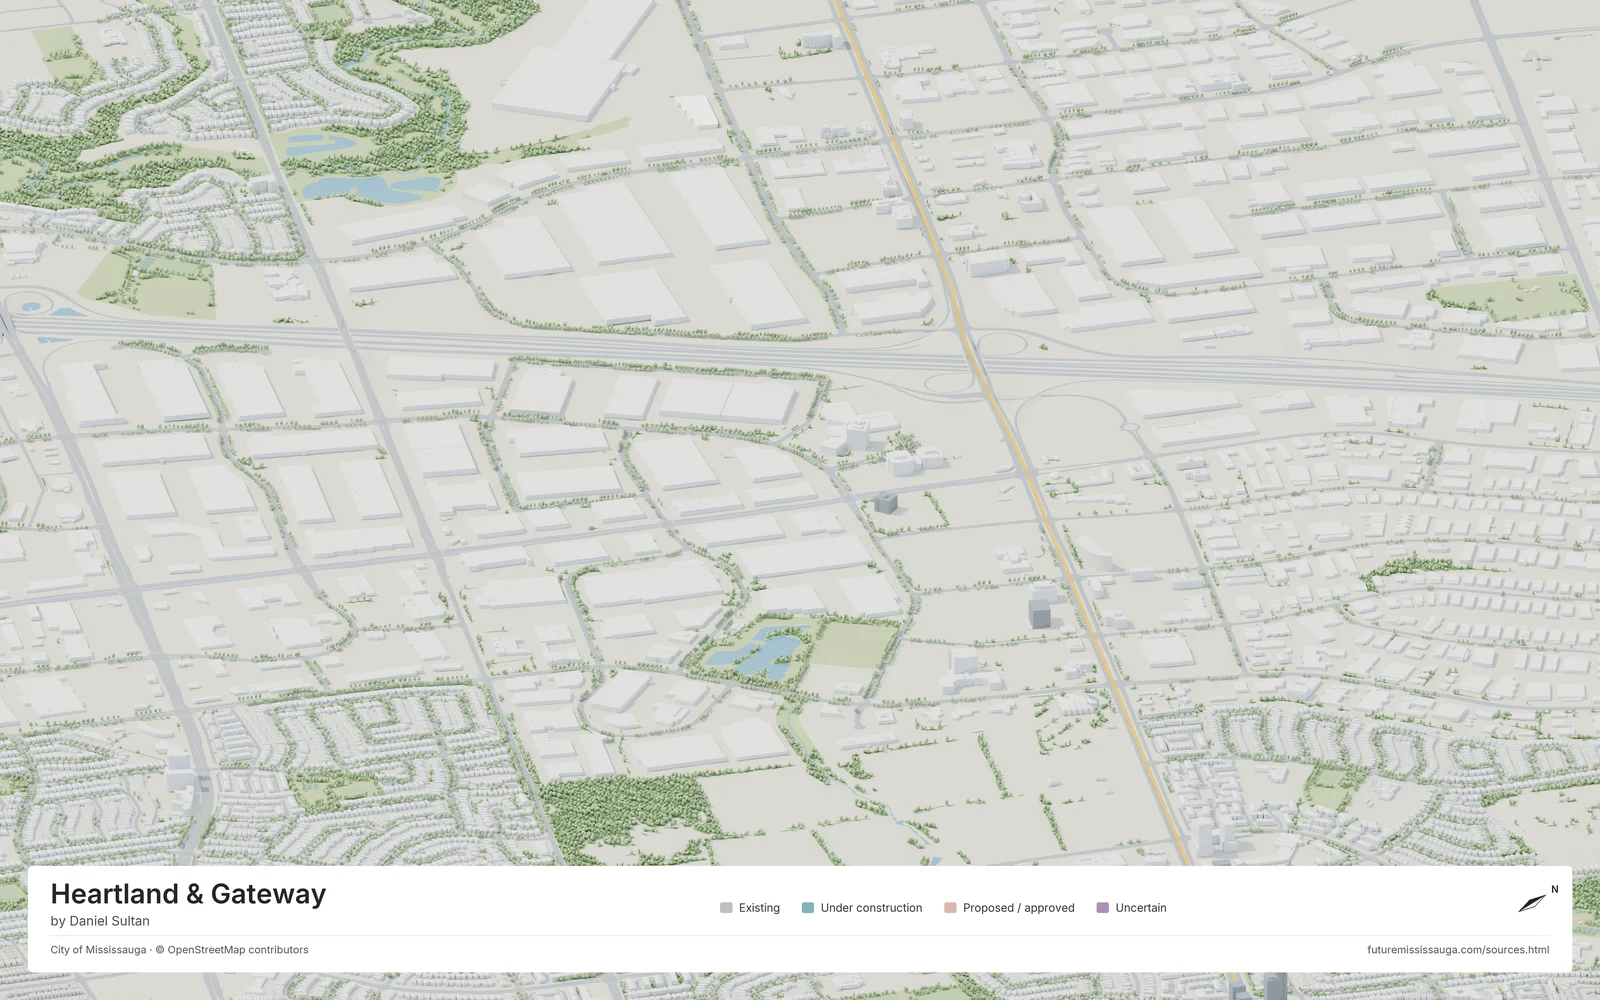 Heartland & Gateway
by Daniel Sultan
Existing
Under construction
Proposed / approved
Uncertain
N
City of Mississauga · © OpenStreetMap contributors
futuremississauga.com/sources.html